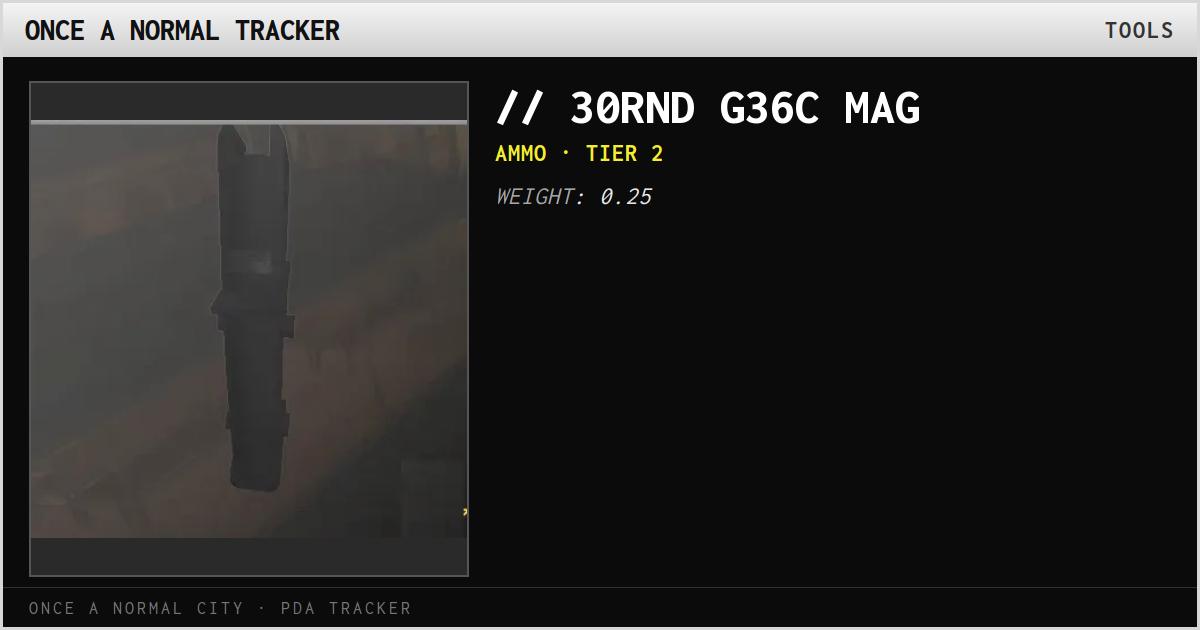 ONCE A NORMAL TRACKER
TOOLS
// 30RND G36C MAG
AMMO · TIER 2
WEIGHT: 0.25
ONCE A NORMAL CITY · PDA TRACKER